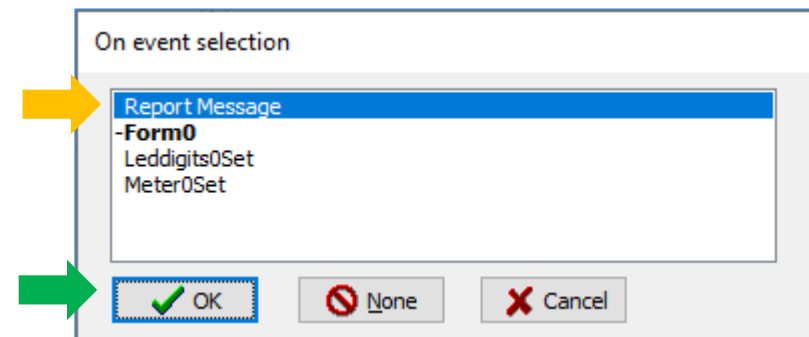 On event selection
Report Message
-Form0
Leddigits0Set
Meter0Set
OK
None
Cancel